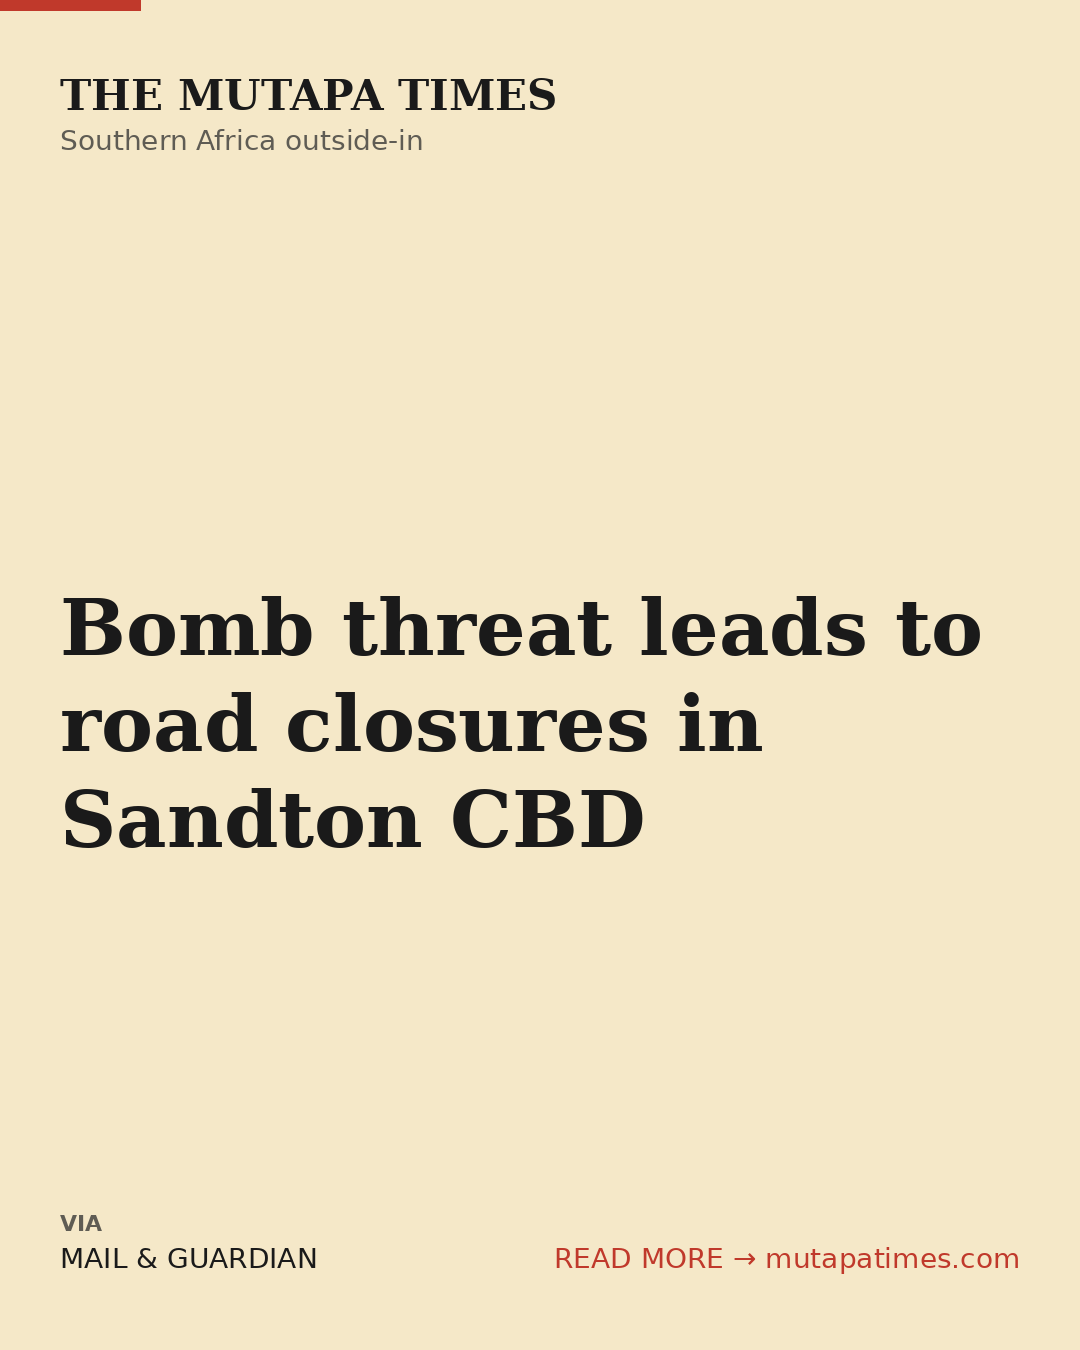 THE MUTAPA TIMES
Southern Africa outside-in
Bomb threat leads to
road closures in
Sandton CBD
VIA
MAIL & GUARDIAN
READ MORE → mutapatimes.com